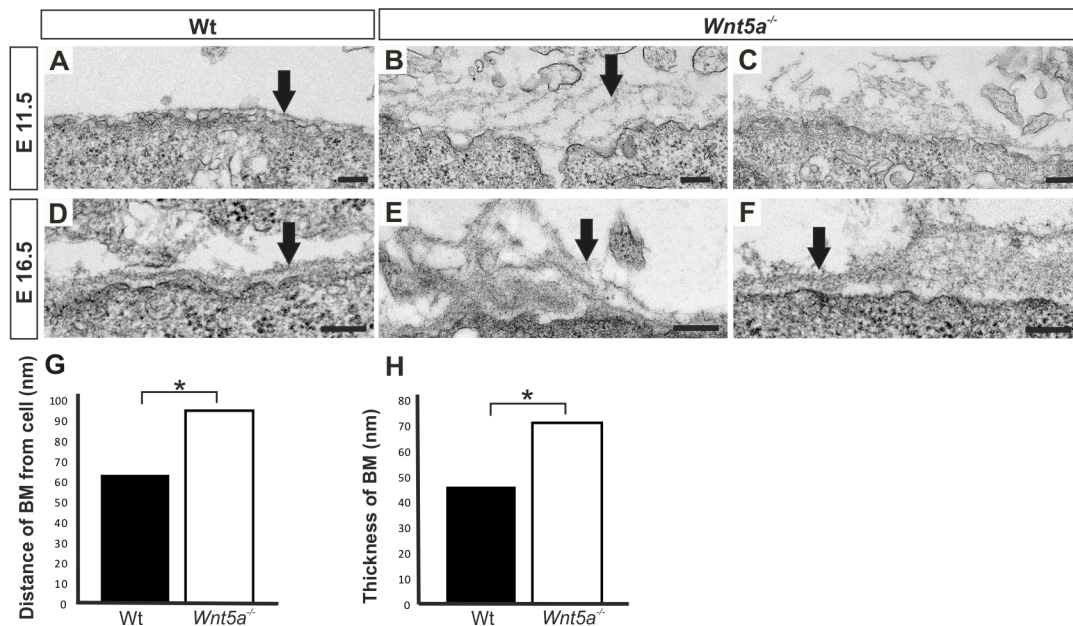 Wt
Wnt5a-/-
E 11.5
A
B
C
E 16.5
D
E
F
G
Distance of BM from cell (nm)
*
100
90
80
70
60
50
40
30
20
10
0
Wt
Wnt5a-/-
H
Thickness of BM (nm)
*
80
70
60
50
40
30
20
10
0
Wt
Wnt5a-/-